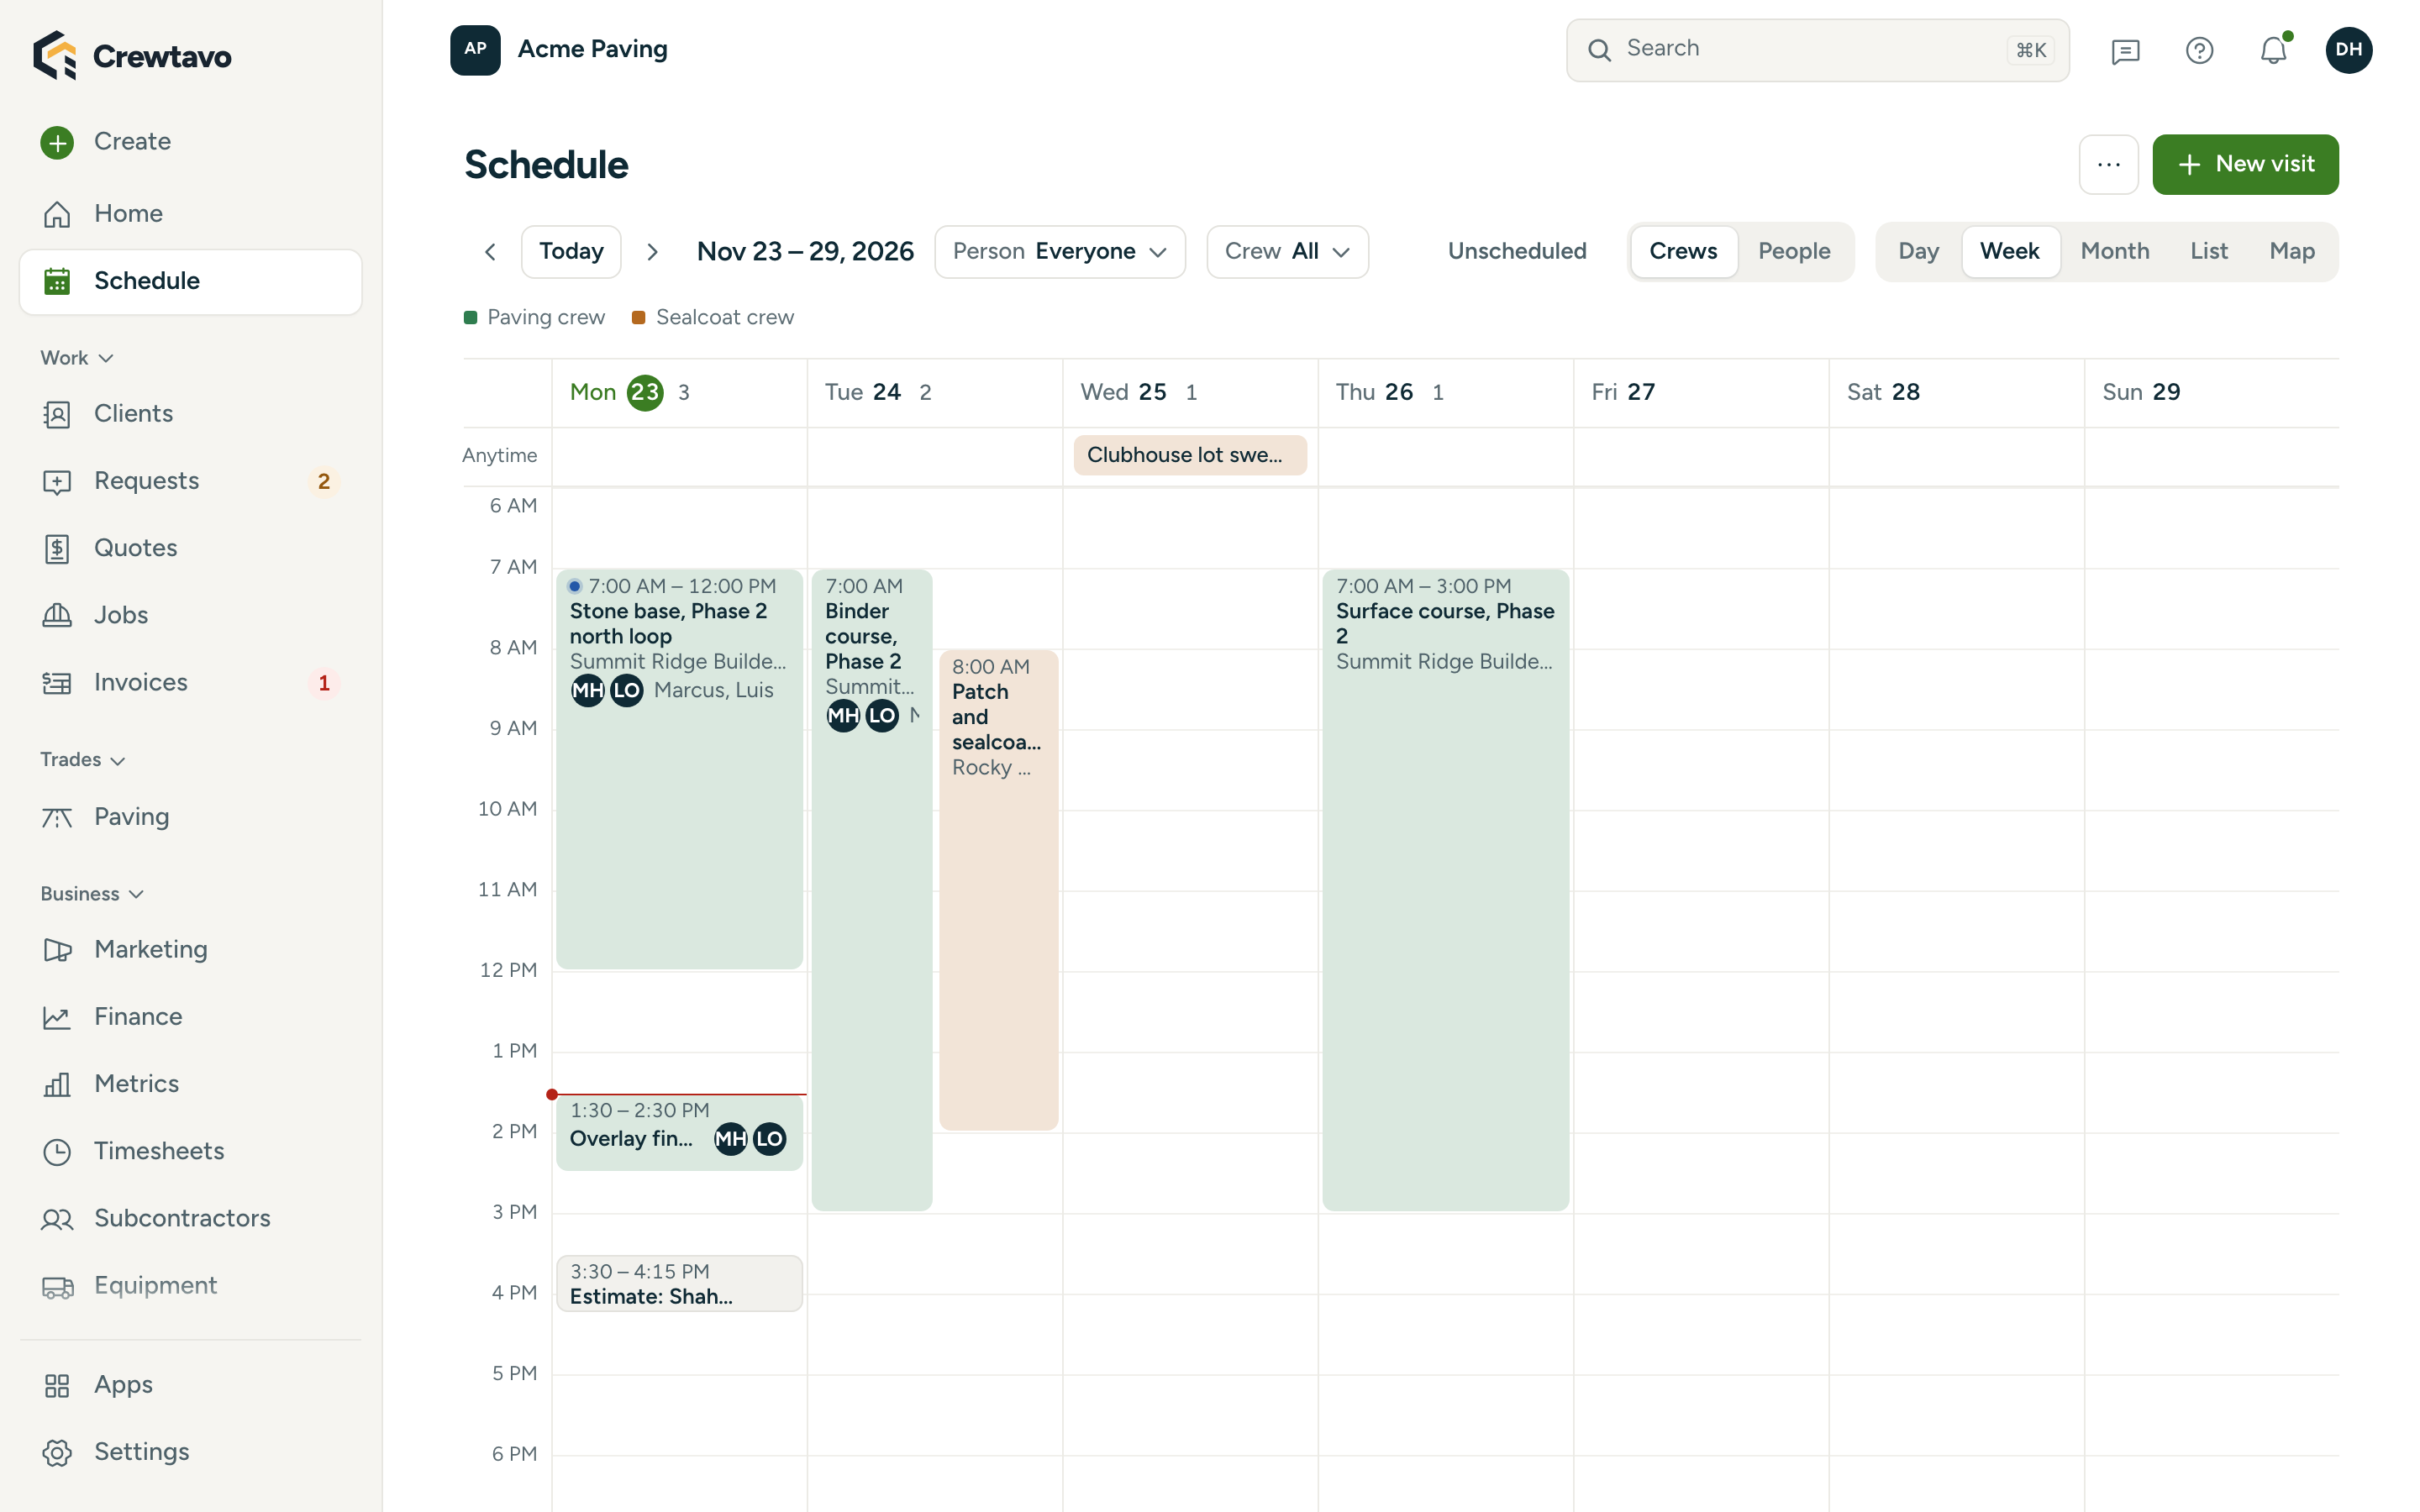 Crewtavo
Create
Home
Schedule
Work
Clients
Requests 2
Quotes
Jobs
Invoices 1
Trades
Paving
Business
Marketing
Finance
Metrics
Timesheets
Subcontractors
Equipment
Apps
Settings
AP Acme Paving
Search ⌘K
DH
Schedule
... + New visit
Today Nov 23 – 29, 2026 Person Everyone Crew All Unscheduled Crews People Day Week Month List Map
Paving crew Sealcoat crew
Mon 23 3 Tue 24 2 Wed 25 1 Thu 26 1 Fri 27 Sat 28 Sun 29
Anytime
Clubhouse lot swe...
6 AM
7 AM
8 AM
9 AM
10 AM
11 AM
12 PM
1 PM
2 PM
3 PM
4 PM
5 PM
6 PM
7:00 AM – 12:00 PM
Stone base, Phase 2
north loop
Summit Ridge Builde...
MH LO Marcus, Luis
1:30 – 2:30 PM
Overlay fin... MH LO
3:30 – 4:15 PM
Estimate: Shah...
7:00 AM
Binder
course,
Phase 2
Summit...
MH LO
8:00 AM
Patch
and
sealcoa...
Rocky ...
7:00 AM – 3:00 PM
Surface course, Phase
2
Summit Ridge Builde...